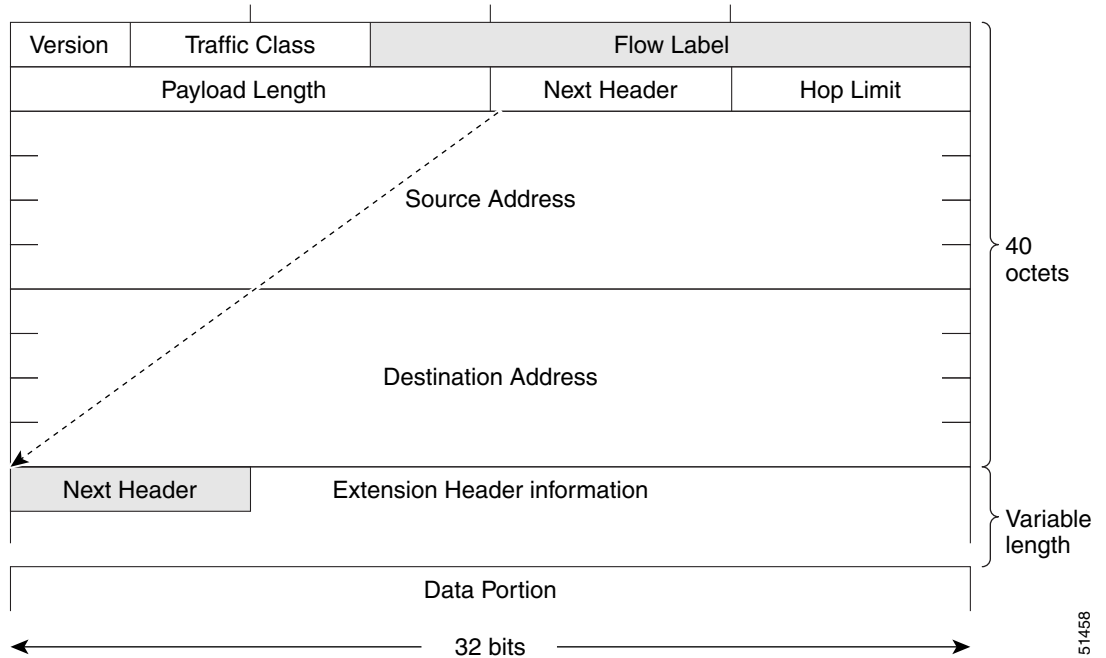 Version
Traffic Class
Flow Label
Payload Length
Next Header
Hop Limit
Source Address
40
octets
Destination Address
Next Header
Extension Header information
Variable
length
Data Portion
32 bits
51458